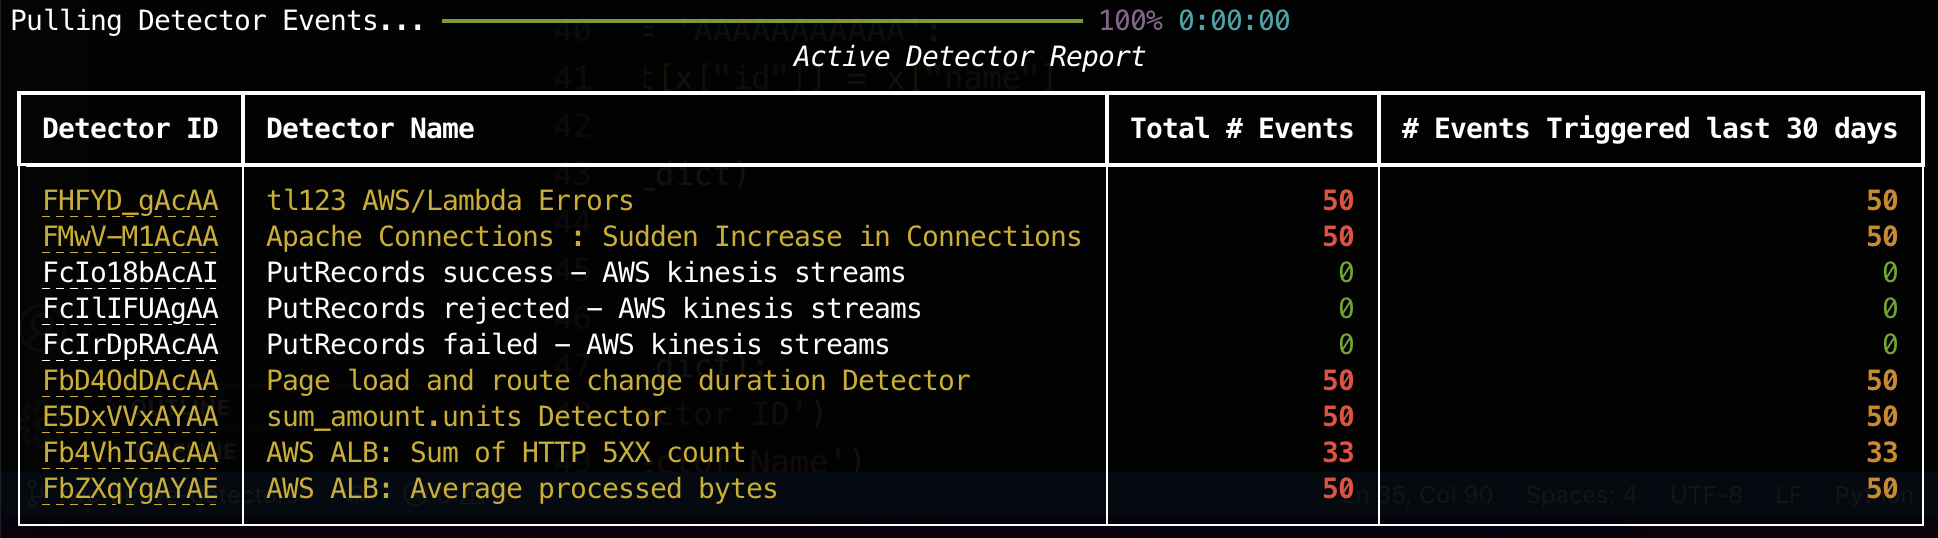 Pulling Detector Events... 100% 0:00:00
Active Detector Report
Detector ID Detector Name Total # Events # Events Triggered last 30 days
FHFYD_gAcAA tl123 AWS/Lambda Errors 50 50
FMwV-M1AcAA Apache Connections : Sudden Increase in Connections 50 50
FcIo18bAcAI PutRecords success - AWS kinesis streams 0 0
FcIlIFUAgAA PutRecords rejected - AWS kinesis streams 0 0
FcIrDpRAcAA PutRecords failed - AWS kinesis streams 0 0
FbD4OdDAcAA Page load and route change duration Detector 50 50
E5DxVVxAYAA sum_amount.units Detector 50 50
Fb4VhIGAcAA AWS ALB: Sum of HTTP 5XX count 33 33
FbZXqYgAYAE AWS ALB: Average processed bytes 50 50